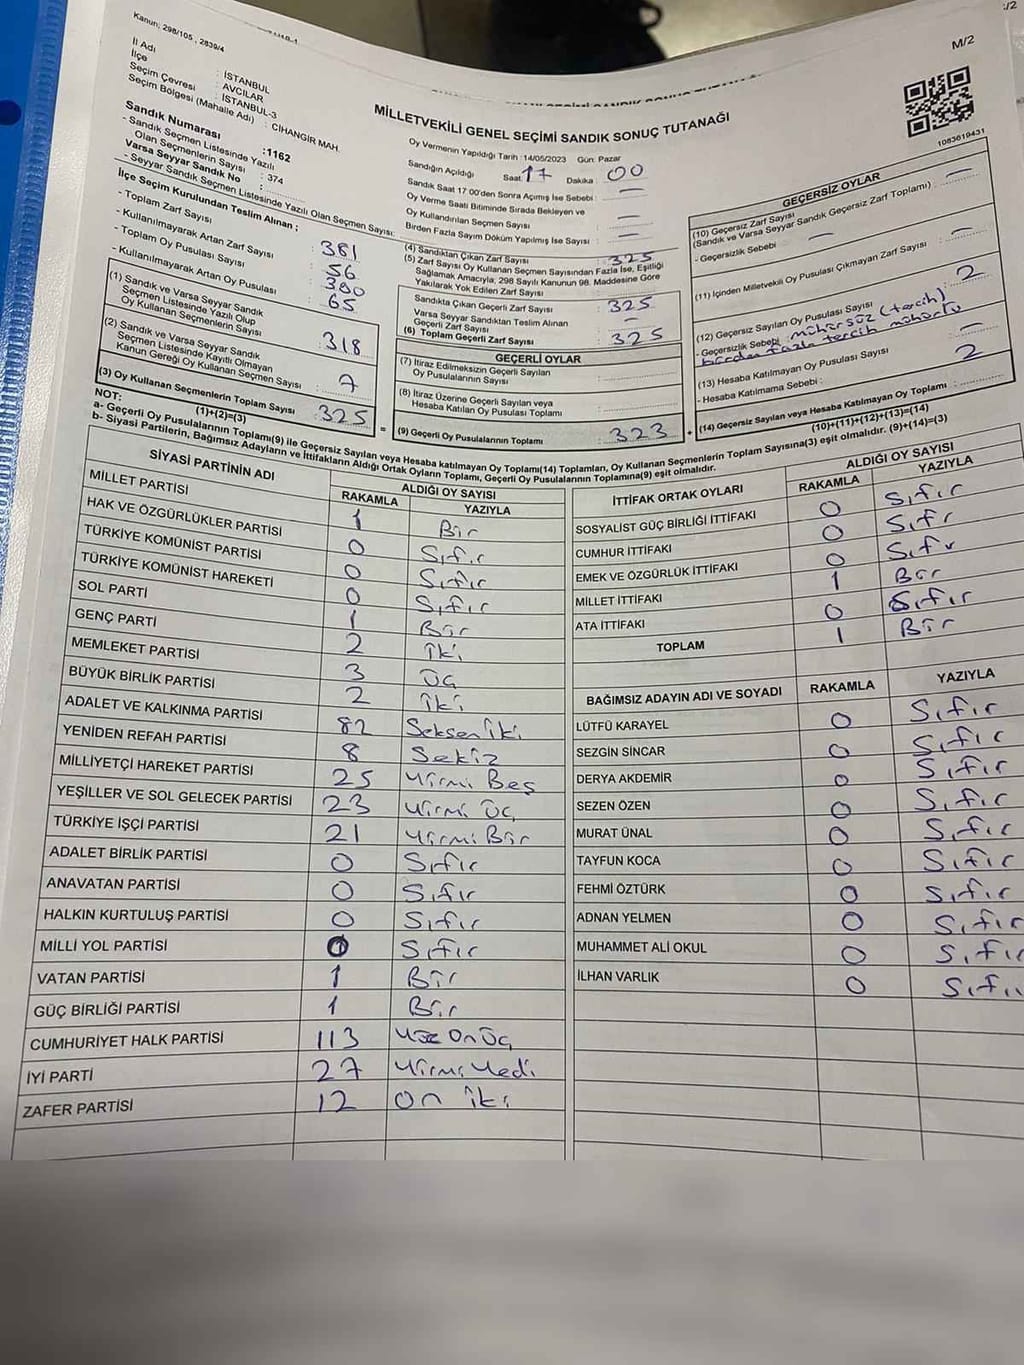 :/2
Kanun; 298/105 , 2839/4
M/2
İl Adı : İSTANBUL
İlçe : AVCILAR
Seçim Çevresi : İSTANBUL-3
Seçim Bölgesi (Mahalle Adı) : CİHANGİR MAH.
Sandık Numarası :1162
- Sandık Seçmen Listesinde Yazılı
Olan Seçmenlerin Sayısı : 374
Varsa Seyyar Sandık No :
- Seyyar Sandık Seçmen Listesinde Yazılı Olan Seçmen Sayısı:
MİLLETVEKİLİ GENEL SEÇİMİ SANDIK SONUÇ TUTANAĞI
1083619431
Oy Vermenin Yapıldığı Tarih : 14/05/2023 Gün: Pazar
Sandığın Açıldığı Saat: 17 Dakika : 00
Sandık Saat 17 00'den Sonra Açımış İse Sebebi : —
Oy Verme Saati Bitiminde Sırada Bekleyen ve
Oy Kullandırılan Seçmen Sayısı : —
Birden Fazla Sayım Döküm Yapılmış İse Sayısı : —
İlçe Seçim Kurulundan Teslim Alınan ;
- Toplam Zarf Sayısı : 381
- Kullanılmayarak Artan Zarf Sayısı : 56
- Toplam Oy Pusulası Sayısı : 380
- Kullanılmayarak Artan Oy Pusulası : 65
(1) Sandık ve Varsa Seyyar Sandık
Seçmen Listesinde Yazılı Olup
Oy Kullanan Seçmenlerin Sayısı : 318
(2) Sandık ve Varsa Seyyar Sandık
Seçmen Listesinde Kayıtlı Olmayan
Kanun Gereği Oy Kullanan Seçmen Sayısı : 7
(3) Oy Kullanan Seçmenlerin Toplam Sayısı : 325
(1)+(2)=(3)
(4) Sandıktan Çıkan Zarf Sayısı : 325
(5) Zarf Sayısı Oy Kullanan Seçmen Sayısından Fazla İse, Eşitliği
Sağlamak Amacıyla, 298 Sayılı Kanunun 98. Maddesine Göre
Yakılarak Yok Edilen Zarf Sayısı :
Sandıkta Çıkan Geçerli Zarf Sayısı : 325
Varsa Seyyar Sandıktan Teslim Alınan
Geçerli Zarf Sayısı : —
(6) Toplam Geçerli Zarf Sayısı : 325
GEÇERLİ OYLAR
(7) İtiraz Edilmeksizin Geçerli Sayılan
Oy Pusulalarının Sayısı :
(8) İtiraz Üzerine Geçerli Sayılan veya
Hesaba Katılan Oy Pusulası Toplamı :
= (9) Geçerli Oy Pusulalarının Toplamı : 323 +
GEÇERSİZ OYLAR
(10) Geçersiz Zarf Sayısı
(Sandık ve Varsa Seyyar Sandık Geçersiz Zarf Toplamı) : —
- Geçersizlik Sebebi : —
(11) İçinden Milletvekili Oy Pusulası Çıkmayan Zarf Sayısı : —
(12) Geçersiz Sayılan Oy Pusulası Sayısı : 2
- Geçersizlik Sebebi : mühürsüz (tercih)
birden fazla tercih mühürlü
(13) Hesaba Katılmayan Oy Pusulası Sayısı : —
- Hesaba Katılmama Sebebi :
(14) Geçersiz Sayılan veya Hesaba Katılmayan Oy Toplamı : 2
(10)+(11)+(12)+(13)=(14)
NOT:
a- Geçerli Oy Pusulalarının Toplamı(9) ile Geçersiz Sayılan veya Hesaba katılmayan Oy Toplamı(14) Toplamları, Oy Kullanan Seçmenlerin Toplam Sayısına(3) eşit olmalıdır. (9)+(14)=(3)
b- Siyasi Partilerin, Bağımsız Adayların ve İttifakların Aldığı Ortak Oyların Toplamı, Geçerli Oy Pusulalarının Toplamına(9) eşit olmalıdır.
SİYASİ PARTİNİN ADI ALDIĞI OY SAYISI
RAKAMLA YAZIYLA
MİLLET PARTİSİ 1 Bir
HAK VE ÖZGÜRLÜKLER PARTİSİ 0 Sıfır
TÜRKİYE KOMÜNİST PARTİSİ 0 Sıfır
TÜRKİYE KOMÜNİST HAREKETİ 0 Sıfır
SOL PARTİ 1 Bir
GENÇ PARTİ 2 İki
MEMLEKET PARTİSİ 3 Üç
BÜYÜK BİRLİK PARTİSİ 2 İki
ADALET VE KALKINMA PARTİSİ 82 Seksen İki
YENİDEN REFAH PARTİSİ 8 Sekiz
MİLLİYETÇİ HAREKET PARTİSİ 25 Yirmi Beş
YEŞİLLER VE SOL GELECEK PARTİSİ 23 Yirmi Üç
TÜRKİYE İŞÇİ PARTİSİ 21 Yirmi Bir
ADALET BİRLİK PARTİSİ 0 Sıfır
ANAVATAN PARTİSİ 0 Sıfır
HALKIN KURTULUŞ PARTİSİ 0 Sıfır
MİLLİ YOL PARTİSİ 0 Sıfır
VATAN PARTİSİ 1 Bir
GÜÇ BİRLİĞİ PARTİSİ 1 Bir
CUMHURİYET HALK PARTİSİ 113 Yüz On Üç
İYİ PARTİ 27 Yirmi Yedi
ZAFER PARTİSİ 12 On İki
İTTİFAK ORTAK OYLARI ALDIĞI OY SAYISI
RAKAMLA YAZIYLA
SOSYALİST GÜÇ BİRLİĞİ İTTİFAKI 0 Sıfır
CUMHUR İTTİFAKI 0 Sıfır
EMEK VE ÖZGÜRLÜK İTTİFAKI 0 Sıfır
MİLLET İTTİFAKI 1 Bir
ATA İTTİFAKI 0 Sıfır
TOPLAM 1 Bir
BAĞIMSIZ ADAYIN ADI VE SOYADI RAKAMLA YAZIYLA
LÜTFÜ KARAYEL 0 Sıfır
SEZGİN SİNCAR 0 Sıfır
DERYA AKDEMİR 0 Sıfır
SEZEN ÖZEN 0 Sıfır
MURAT ÜNAL 0 Sıfır
TAYFUN KOCA 0 Sıfır
FEHMİ ÖZTÜRK 0 Sıfır
ADNAN YELMEN 0 Sıfır
MUHAMMET ALİ OKUL 0 Sıfır
İLHAN VARLIK 0 Sıfır